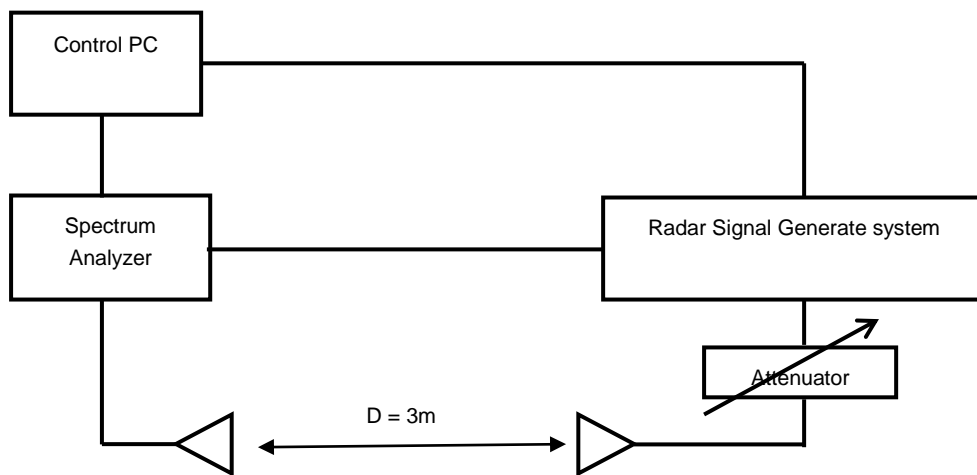 Control PC
Spectrum
Analyzer
Radar Signal Generate system
Attenuator
D = 3m